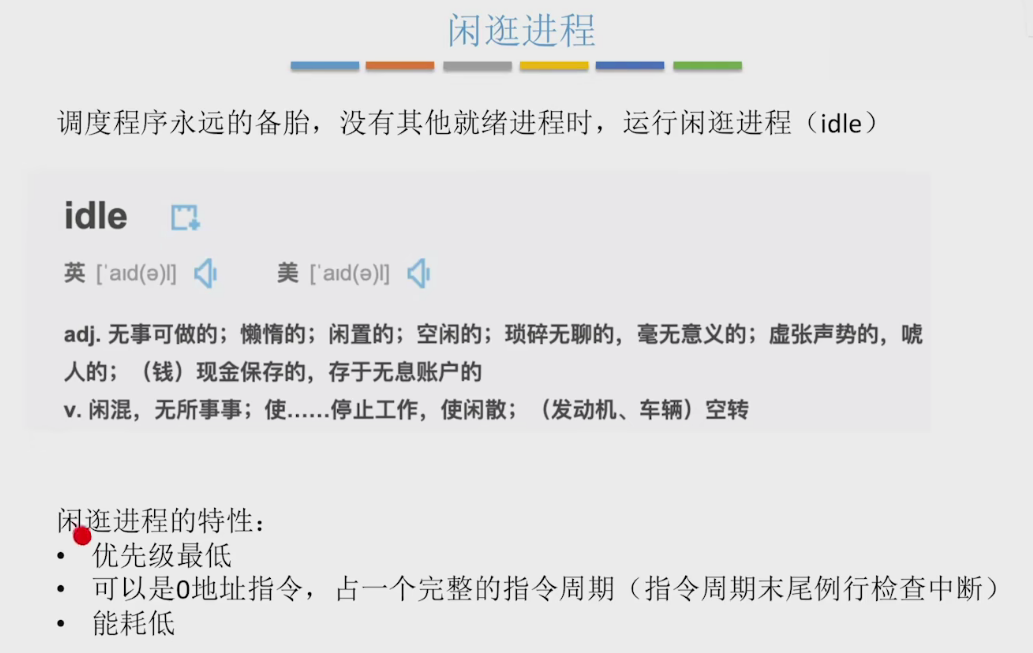 闲逛进程
调度程序永远的备胎，没有其他就绪进程时，运行闲逛进程（idle）
idle
英 [ˈaɪd(ə)l] 美 [ˈaɪd(ə)l]
adj. 无事可做的；懒惰的；闲置的；空闲的；琐碎无聊的，毫无意义的；虚张声势的，唬
人的；（钱）现金保存的，存于无息账户的
v. 闲混，无所事事；使……停止工作，使闲散；（发动机、车辆）空转
闲逛进程的特性：
• 优先级最低
• 可以是0地址指令，占一个完整的指令周期（指令周期末尾例行检查中断）
• 能耗低